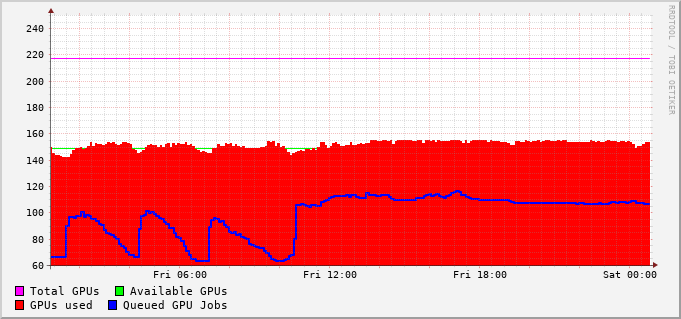 RRDTOOL / TOBI OETIKER
240
220
200
180
160
140
120
100
80
60
Fri 06:00 Fri 12:00 Fri 18:00 Sat 00:00
Total GPUs Available GPUs
GPUs used Queued GPU Jobs